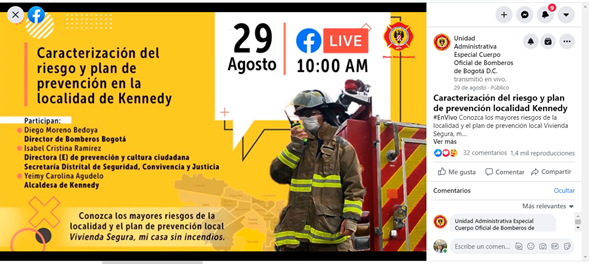 Caracterización del
riesgo y plan de
prevención en la
localidad de Kennedy
Participan:
Diego Moreno Bedoya
Director de Bomberos Bogotá
Isabel Cristina Ramírez
Directora (E) de prevención y cultura ciudadana
Secretaría Distrital de Seguridad, Convivencia y Justicia
Yeimy Carolina Agudelo
Alcaldesa de Kennedy
Conozca los mayores riesgos de la
localidad y el plan de prevención local
Vivienda Segura, mi casa sin incendios.
29
Agosto
LIVE
10:00 AM
Unidad
Administrativa
Especial Cuerpo
Oficial de Bomberos
de Bogotá D.C.
transmitió en vivo.
29 de agosto · Público
Caracterización del riesgo y plan
de prevención localidad Kennedy
#EnVivo Conozca los mayores riesgos de la
localidad y el plan de prevención local Vivienda
Segura, m...
Ver más
32 comentarios 1,4 mil reproducciones
Me gusta Comentar Compartir
Comentarios Ocultar
Más relevantes
Unidad Administrativa Especial
Cuerpo Oficial de Bomberos de
Escribe un comen...